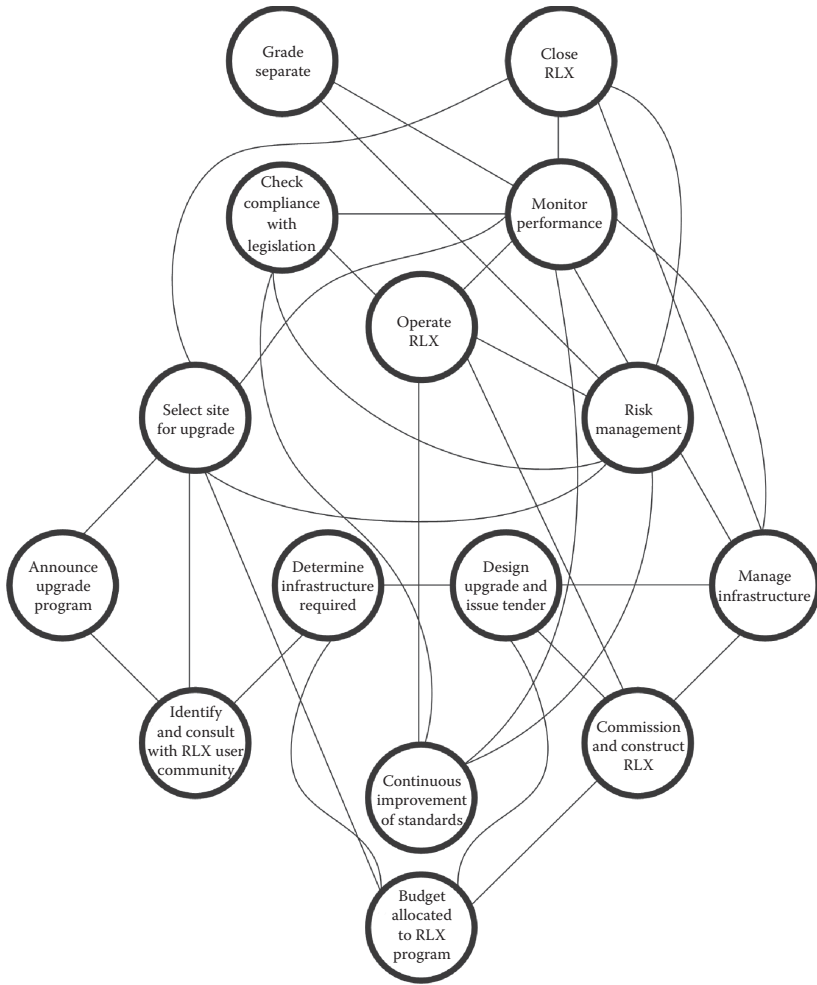 Grade
separate
Close
RLX
Check
compliance
with
legislation
Monitor
performance
Operate
RLX
Select site
for upgrade
Risk
management
Announce
upgrade
program
Determine
infrastructure
required
Design
upgrade and
issue tender
Manage
infrastructure
Identify
and consult
with RLX user
community
Commission
and construct
RLX
Continuous
improvement
of standards
Budget
allocated
to RLX
program